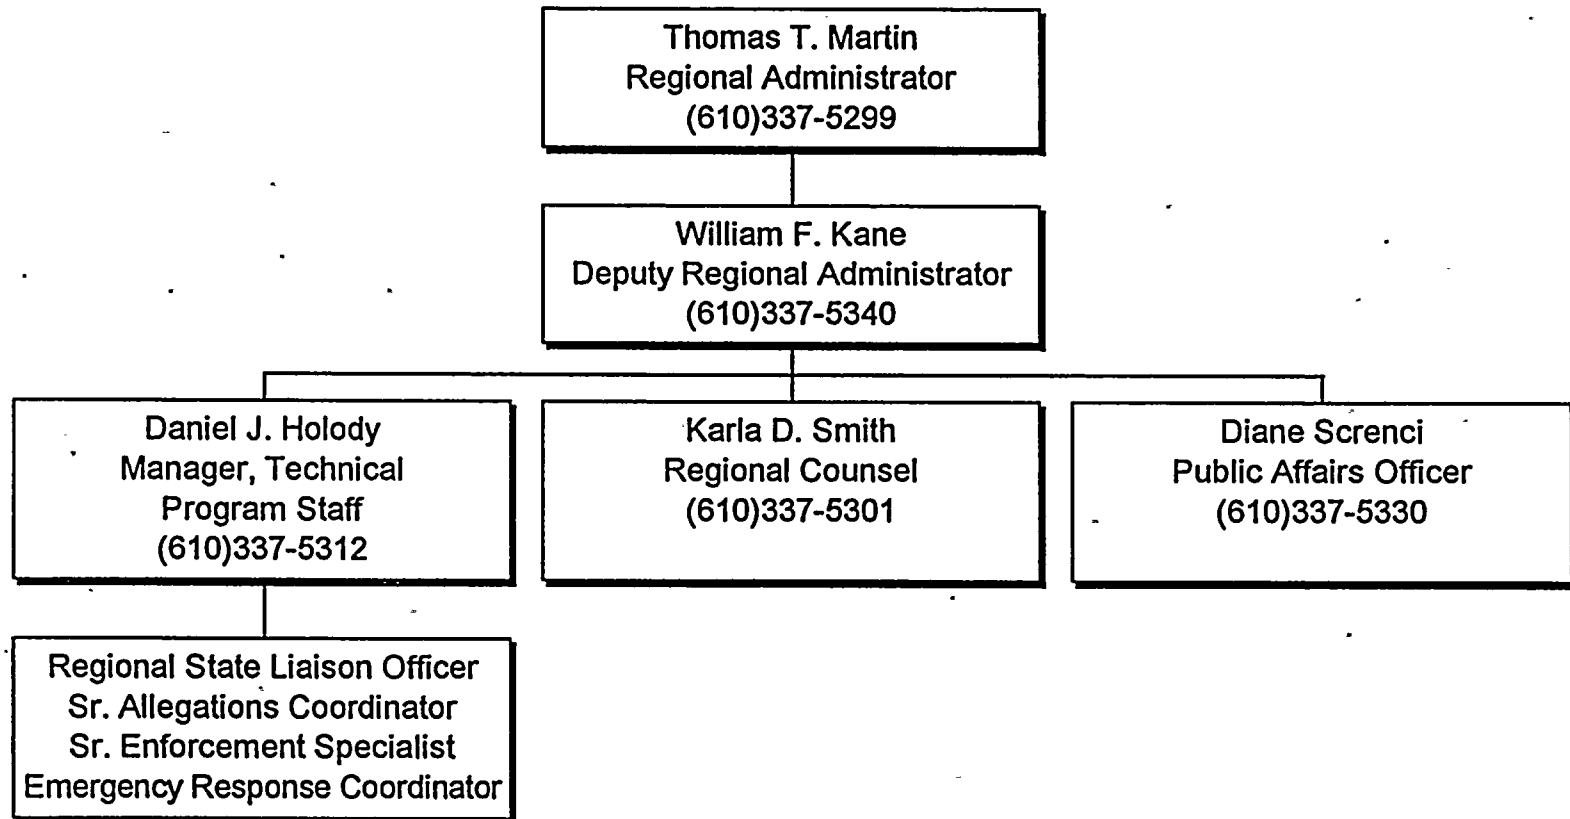 Thomas T. Martin
Regional Administrator
(610)337-5299
William F. Kane
Deputy Regional Administrator
(610)337-5340
Daniel J. Holody
Manager, Technical
Program Staff
(610)337-5312
Karla D. Smith
Regional Counsel
(610)337-5301
Diane Screnci
Public Affairs Officer
(610)337-5330
Regional State Liaison Officer
Sr. Allegations Coordinator
Sr. Enforcement Specialist
Emergency Response Coordinator